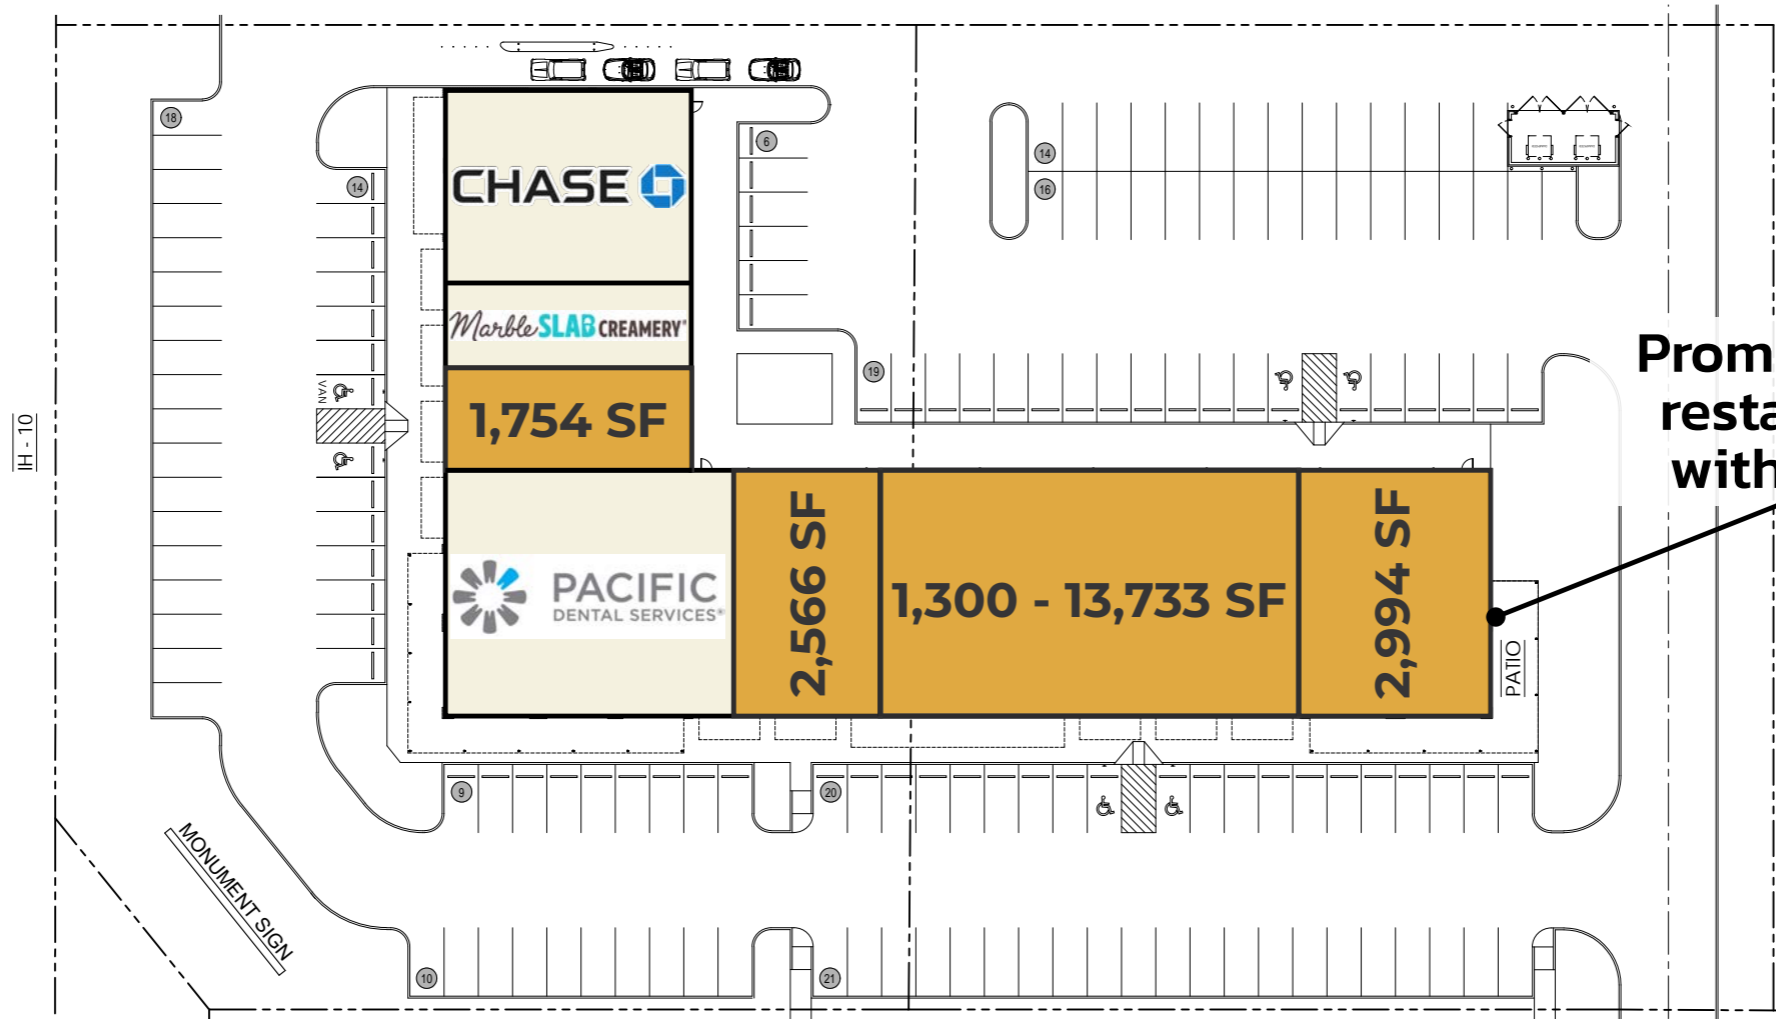 18
14
6
14
16
CHASE
Marble SLAB CREAMERY
19
VAN
1,754 SF
IH - 10
Prom
resta
with
PACIFIC
DENTAL SERVICES®
2,566 SF
1,300 - 13,733 SF
2,994 SF
PATIO
9
20
MONUMENT SIGN
10
21